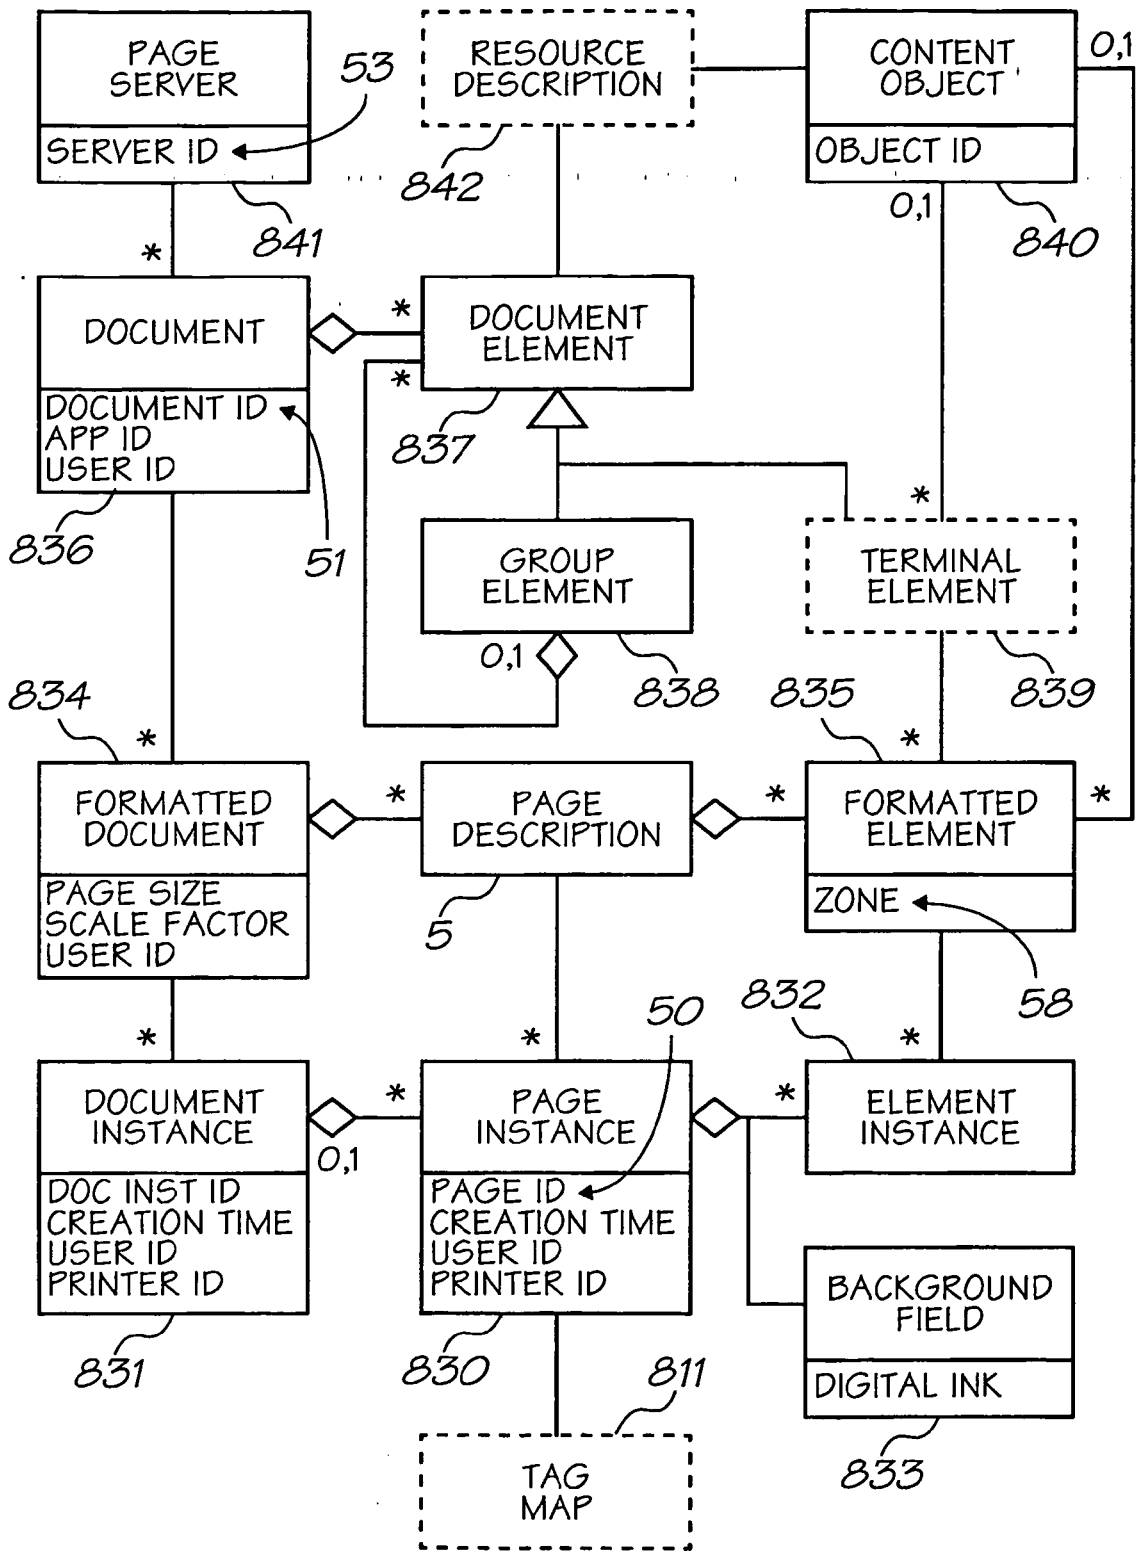 PAGE
SERVER
SERVER ID
53
841
RESOURCE
DESCRIPTION
842
CONTENT
OBJECT
OBJECT ID
0,1
0,1
840
*
DOCUMENT
DOCUMENT ID
APP ID
USER ID
836
51
*
*
DOCUMENT
ELEMENT
837
GROUP
ELEMENT
0,1
838
*
TERMINAL
ELEMENT
839
834
*
FORMATTED
DOCUMENT
PAGE SIZE
SCALE FACTOR
USER ID
*
PAGE
DESCRIPTION
5
835
*
*
*
FORMATTED
ELEMENT
ZONE
58
*
DOCUMENT
INSTANCE
0,1
DOC INST ID
CREATION TIME
USER ID
PRINTER ID
831
*
*
50
PAGE
INSTANCE
PAGE ID
CREATION TIME
USER ID
PRINTER ID
830
832
*
*
ELEMENT
INSTANCE
BACKGROUND
FIELD
DIGITAL INK
833
811
TAG
MAP